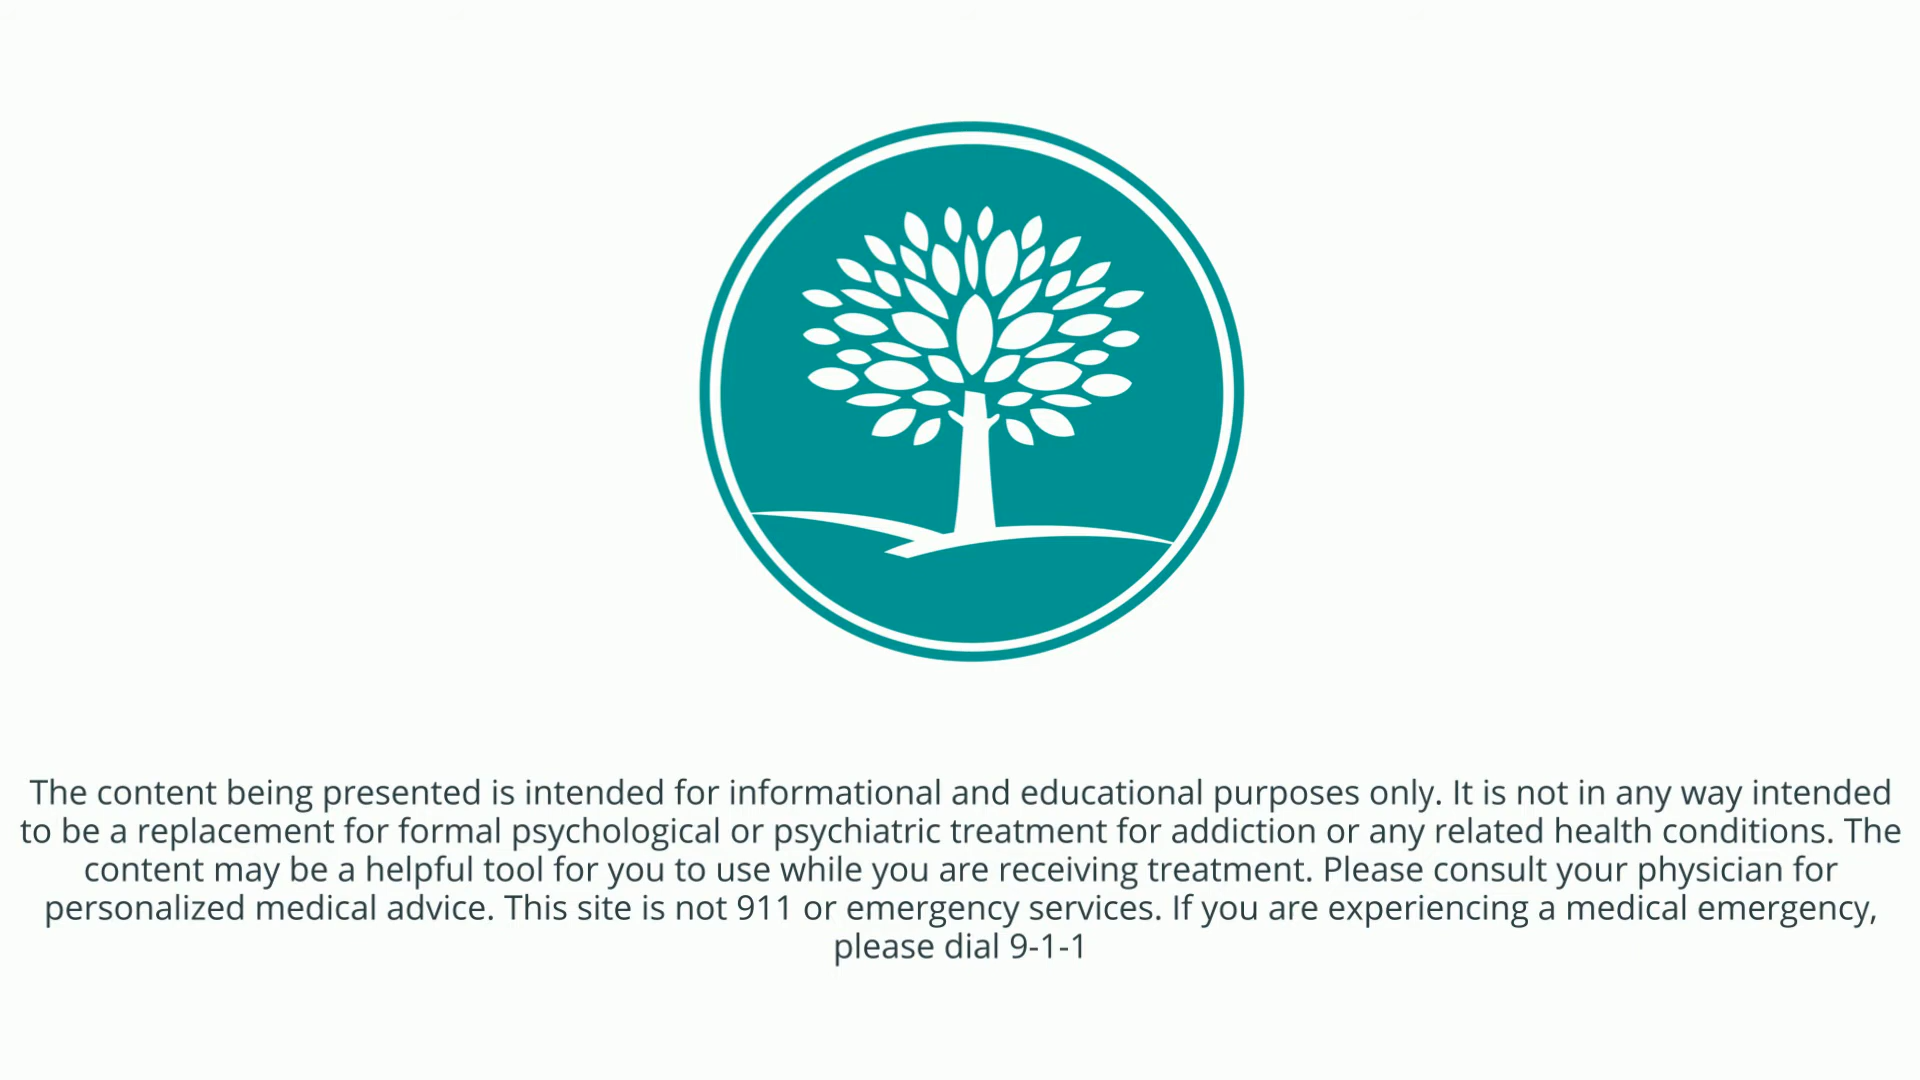 The content being presented is intended for informational and educational purposes only. It is not in any way intended
to be a replacement for formal psychological or psychiatric treatment for addiction or any related health conditions. The
content may be a helpful tool for you to use while you are receiving treatment. Please consult your physician for
personalized medical advice. This site is not 911 or emergency services. If you are experiencing a medical emergency,
please dial 9-1-1